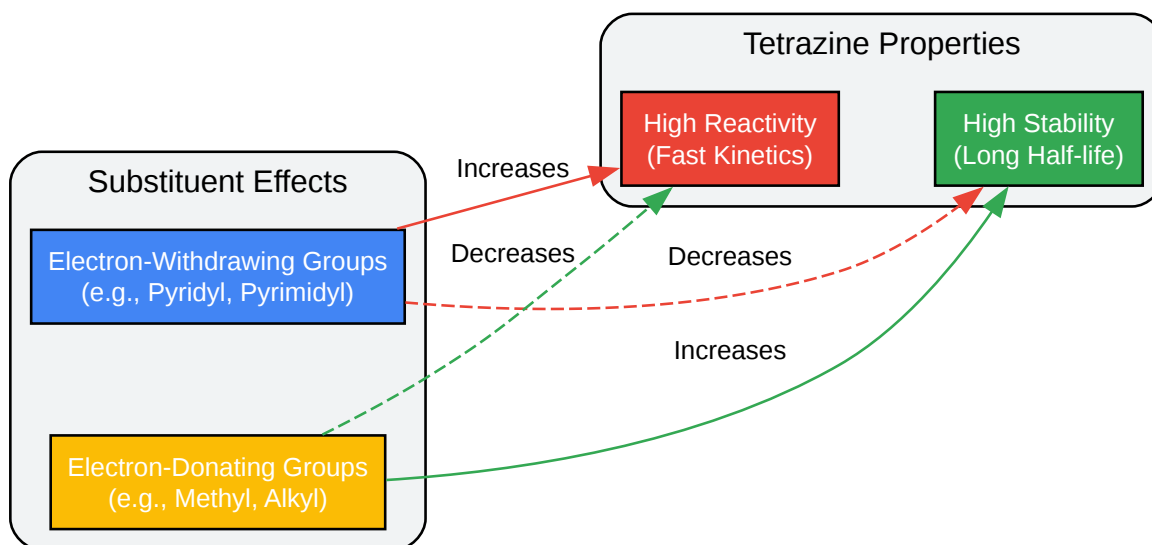 Tetrazine Properties
High Reactivity
(Fast Kinetics)
High Stability
(Long Half-life)
Increases
Substituent Effects
Electron-Withdrawing Groups
(e.g., Pyridyl, Pyrimidyl)
Decreases
Decreases
Increases
Electron-Donating Groups
(e.g., Methyl, Alkyl)